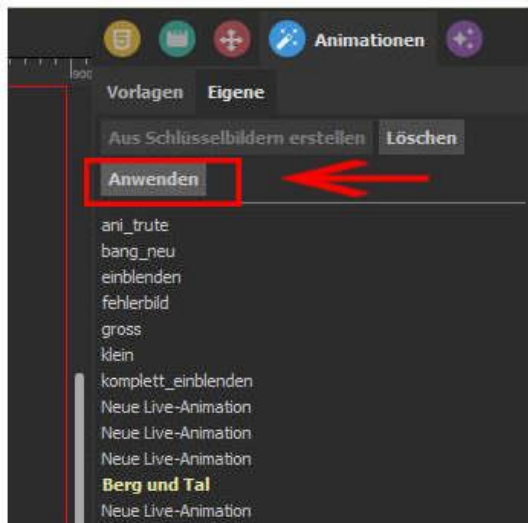 Animationen
900
Vorlagen Eigene
Aus Schlüsselbildern erstellen Löschen
Anwenden
ani_trute
bang_neu
einblenden
fehlerbild
gross
klein
komplett_einblenden
Neue Live-Animation
Neue Live-Animation
Neue Live-Animation
Berg und Tal
Neue Live-Animation